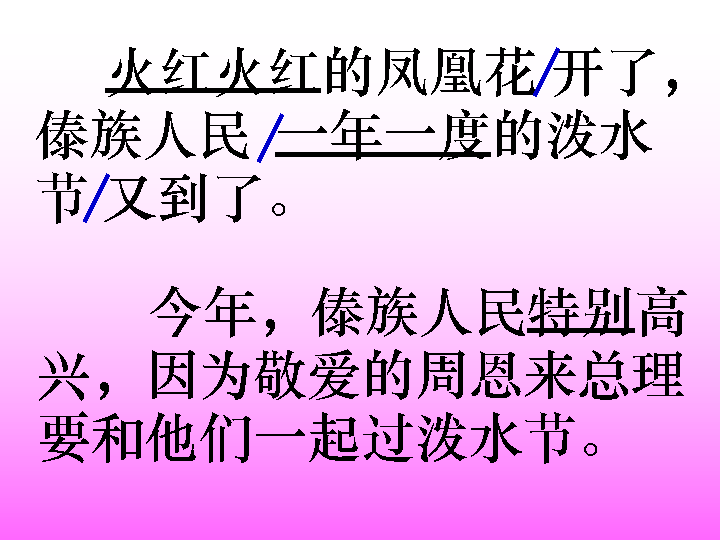 火红火红的凤凰花/开了，
傣族人民/一年一度的泼水
节/又到了。
今年，傣族人民特别高
兴，因为敬爱的周恩来总理
要和他们一起过泼水节。